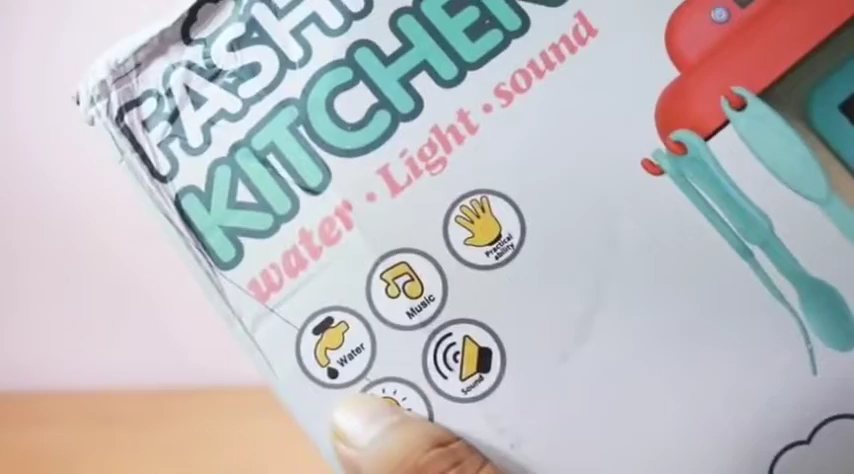 FASHI
KITCHEN
water · Light · sound
Practical
ability
Music
Water
Sound